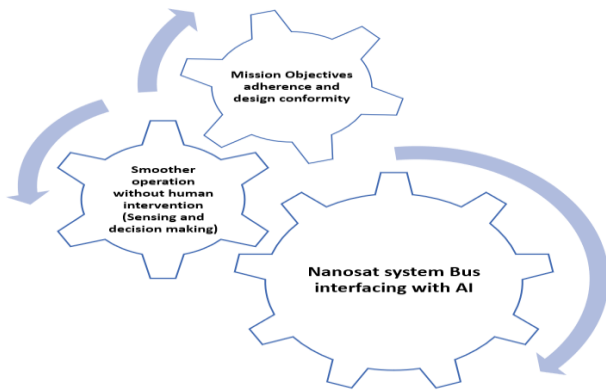 Mission Objectives
adherence and
design conformity
Smoother
operation
without human
intervention
(Sensing and
decision making)
Nanosat system Bus
interfacing with AI